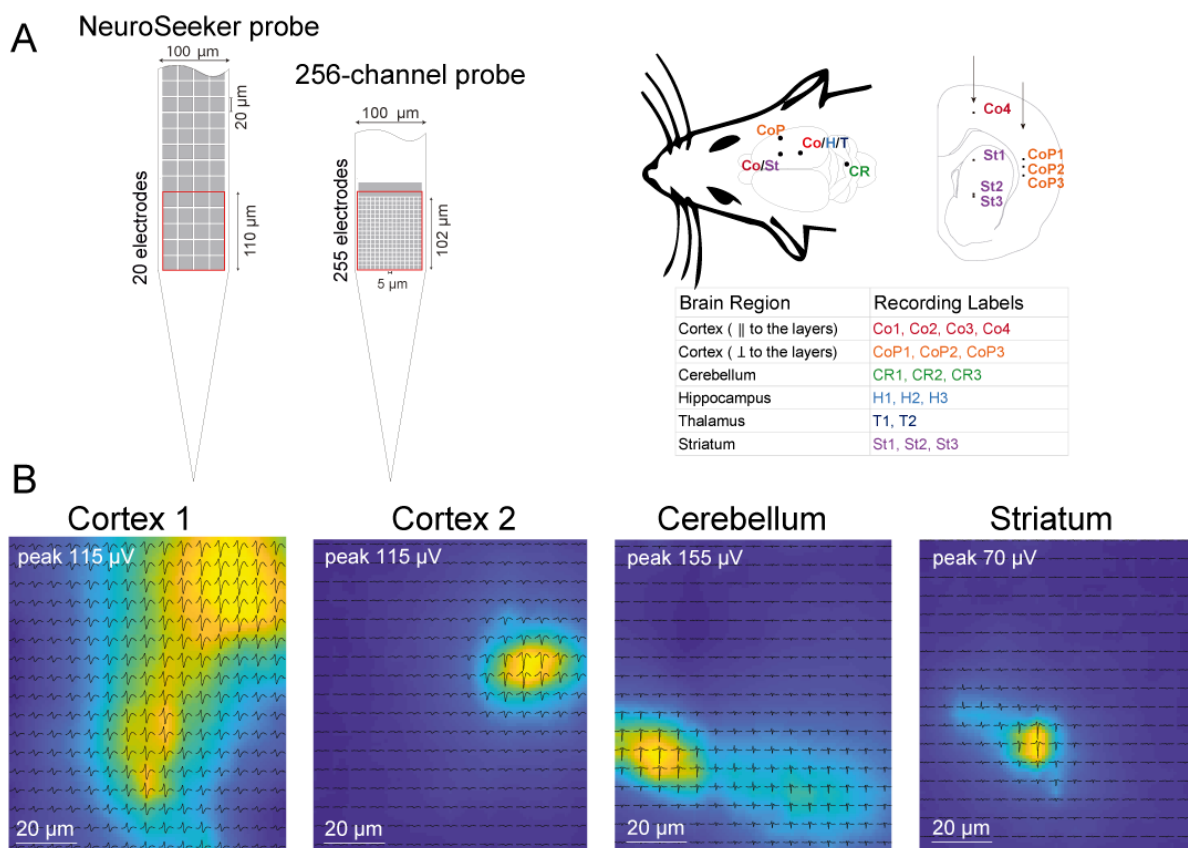 A
NeuroSeeker probe
100 µm
20 µm
20 electrodes
110 µm
256-channel probe
100 µm
255 electrodes
102 µm
5 µm
CoP
Co/H/T
Co/St
CR
Co4
St1
CoP1
CoP2
CoP3
St2
St3
Brain Region Recording Labels
Cortex ( || to the layers) Co1, Co2, Co3, Co4
Cortex ( ⊥ to the layers) CoP1, CoP2, CoP3
Cerebellum CR1, CR2, CR3
Hippocampus H1, H2, H3
Thalamus T1, T2
Striatum St1, St2, St3
B
Cortex 1
peak 115 µV
20 µm
Cortex 2
peak 115 µV
20 µm
Cerebellum
peak 155 µV
20 µm
Striatum
peak 70 µV
20 µm